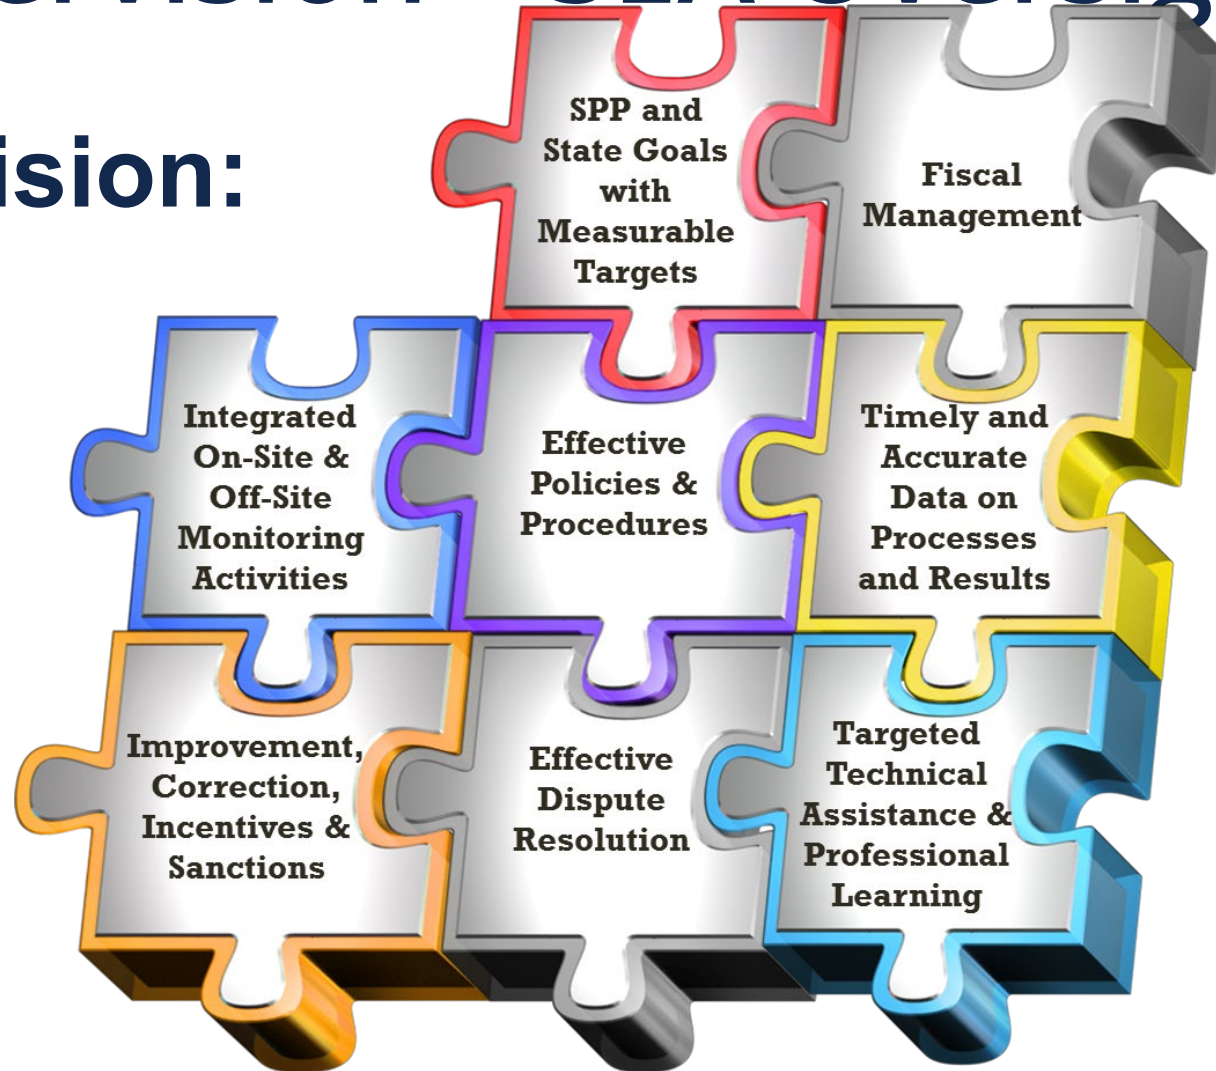 ision:
SPP and
State Goals
with
Measurable
Targets
Fiscal
Management
Integrated
On-Site &
Off-Site
Monitoring
Activities
Effective
Policies &
Procedures
Timely and
Accurate
Data on
Processes
and Results
Improvement,
Correction,
Incentives &
Sanctions
Effective
Dispute
Resolution
Targeted
Technical
Assistance &
Professional
Learning